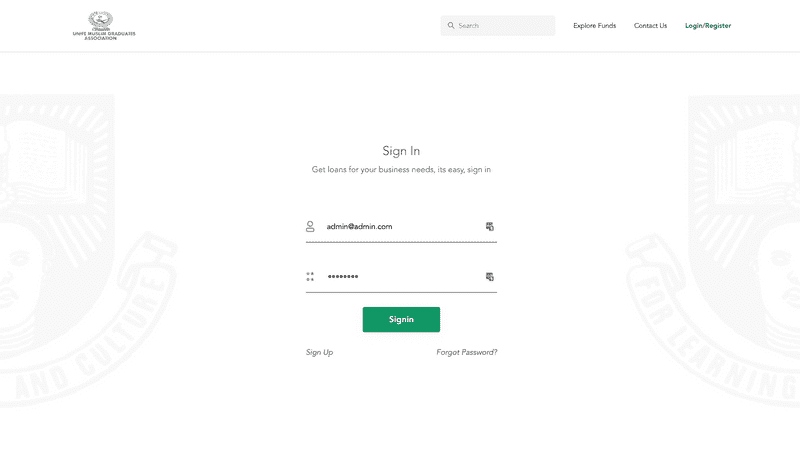 UNIFE MUSLIM GRADUATES
ASSOCIATION
Search
Explore Funds
Contact Us
Login/Register
Sign In
Get loans for your business needs, its easy, sign in
admin@admin.com
••••••••
Signin
Sign Up
Forgot Password?
AND CULTURE
FOR LEARNING